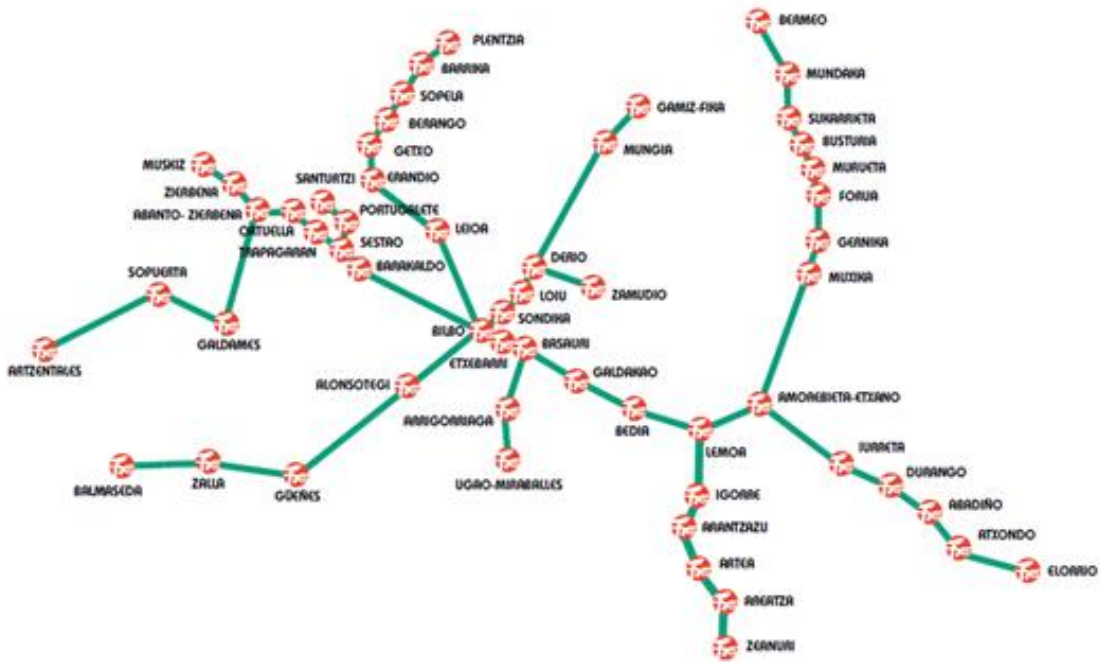 BERMEO
PLENTZIA
BARRIKA
MUNDAKA
SOPELA
GAMIZ-FIKA
SUKARRIETA
BERANGO
BUSTURIA
GETXO
MUNGIA
MUSKIZ
MURUETA
SANTURTZI
ERANDIO
ZIERBENA
FORUA
ABANTO- ZIERBENA
PORTUGALETE
ORTUELLA
LEIOA
GERNIKA
TRAPAGARAN
SESTAO
DERIO
BARAKALDO
SOPUERTA
MUXIKA
LOIU
ZAMUDIO
SONDIKA
BILBO
GALDAMES
BASAURI
ETXEBARRI
ARTZENTALES
GALDAKAO
ALONSOTEGI
AMOREBIETA-ETXANO
ARRIGORRIAGA
BEDIA
LEMOA
IURRETA
BALMASEDA
ZALLA
GÜEÑES
UGAO-MIRABALLES
DURANGO
IGORRE
ABADIÑO
ARANTZAZU
ATXONDO
ARTEA
ELORRIO
AREATZA
ZEANURI